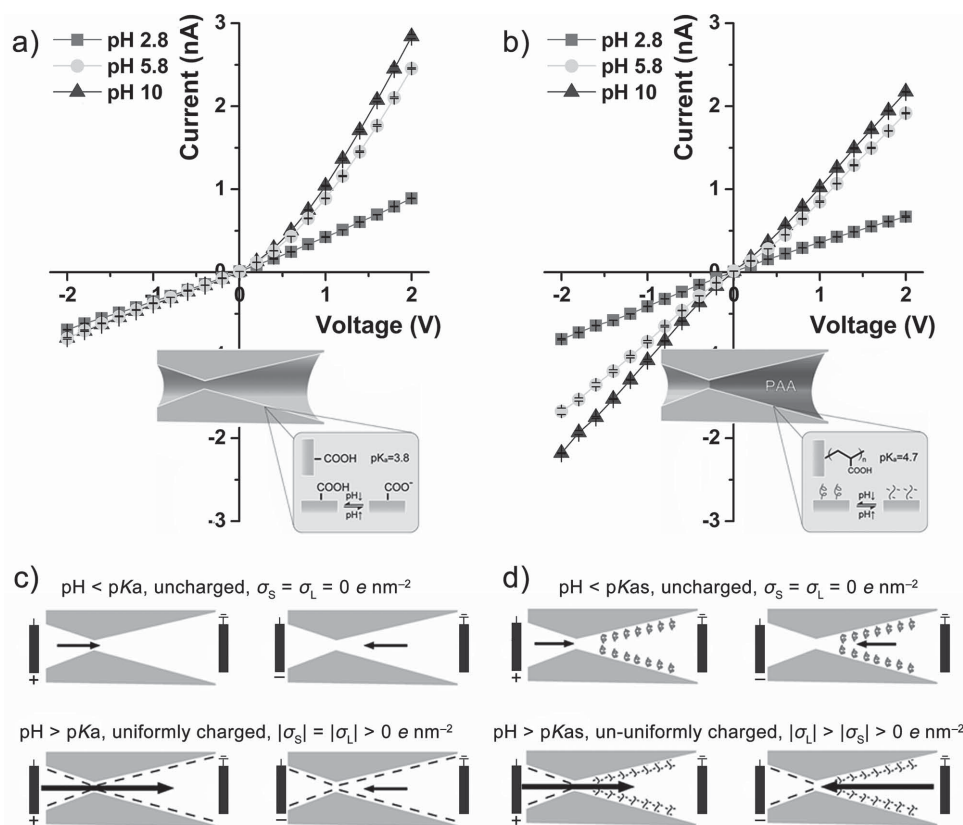 a)
pH 2.8
pH 5.8
pH 10
Current (nA)
3
2
1
0
-2
-1
0
1
2
Voltage (V)
-2
-3
COOH
pKₐ=3.8
COOH
COO⁻
pH↓
pH↑
b)
pH 2.8
pH 5.8
pH 10
Current (nA)
3
2
1
0
-2
-1
0
1
2
Voltage (V)
-2
-3
PAA
n
COOH
pKₐ=4.7
pH↓
pH↑
c)
pH < pKa, uncharged, σS = σL = 0 e nm⁻²
+
−
pH > pKa, uniformly charged, |σS| = |σL| > 0 e nm⁻²
+
−
d)
pH < pKas, uncharged, σS = σL = 0 e nm⁻²
+
−
pH > pKas, un-uniformly charged, |σL| > |σS| > 0 e nm⁻²
+
−